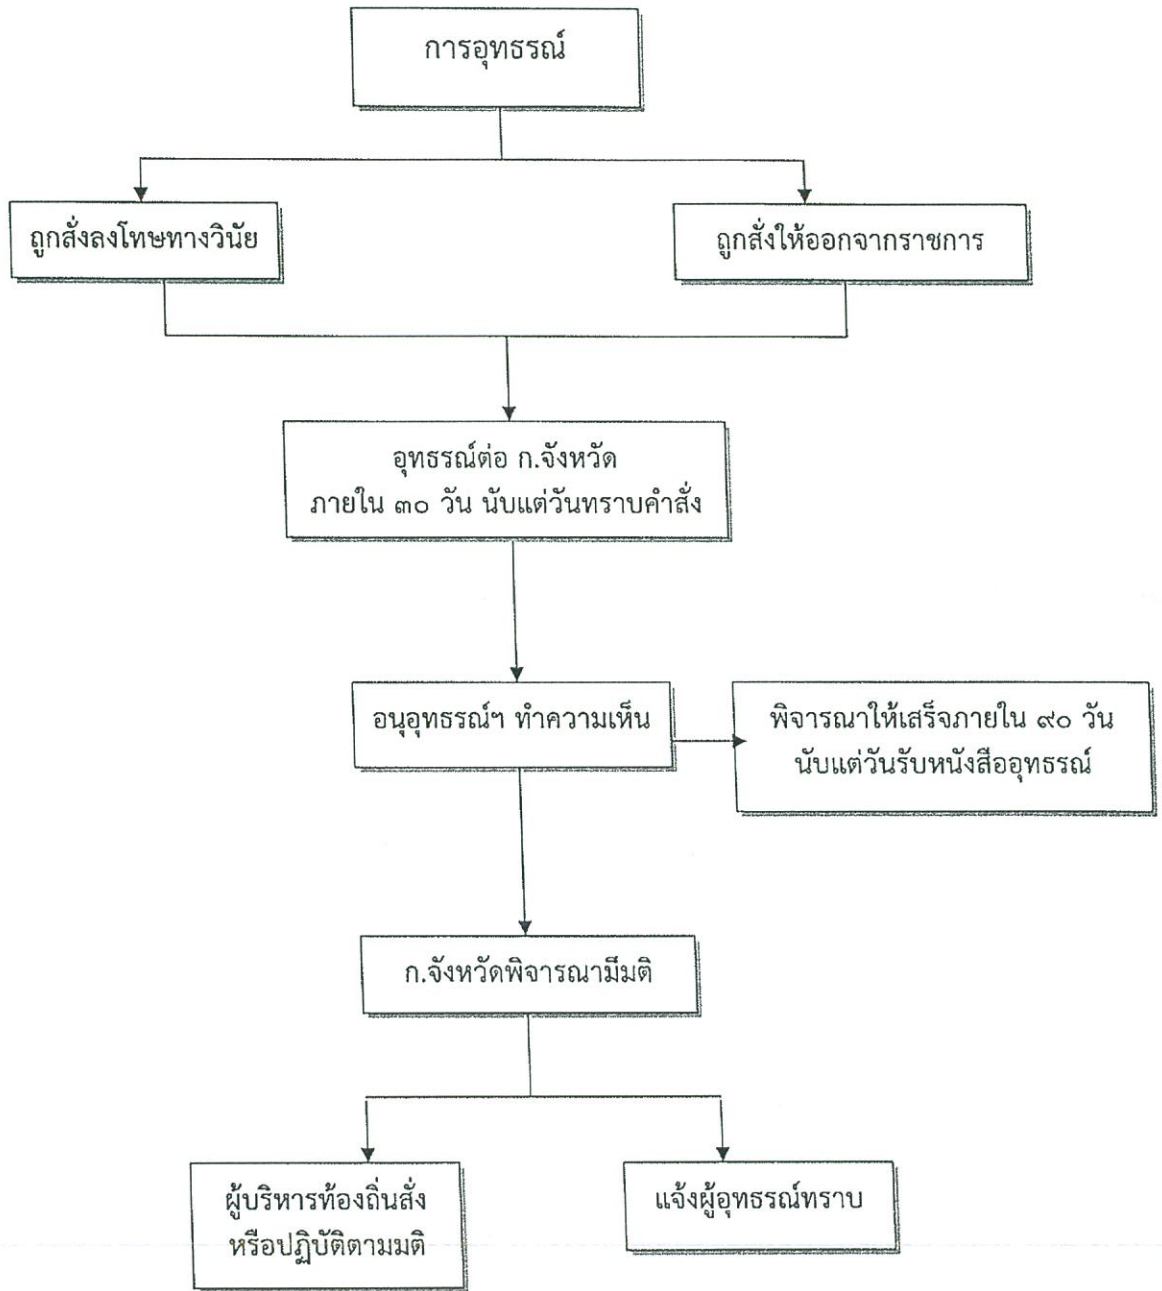 การอุทธรณ์
ถูกสั่งลงโทษทางวินัย
ถูกสั่งให้ออกจากราชการ
อุทธรณ์ต่อ ก.จังหวัด
ภายใน ๓๐ วัน นับแต่วันทราบคำสั่ง
อนุอุทธรณ์ฯ ทำความเห็น
พิจารณาให้เสร็จภายใน ๙๐ วัน
นับแต่วันรับหนังสืออุทธรณ์
ก.จังหวัดพิจารณามีมติ
ผู้บริหารท้องถิ่นสั่ง
หรือปฏิบัติตามมติ
แจ้งผู้อุทธรณ์ทราบ